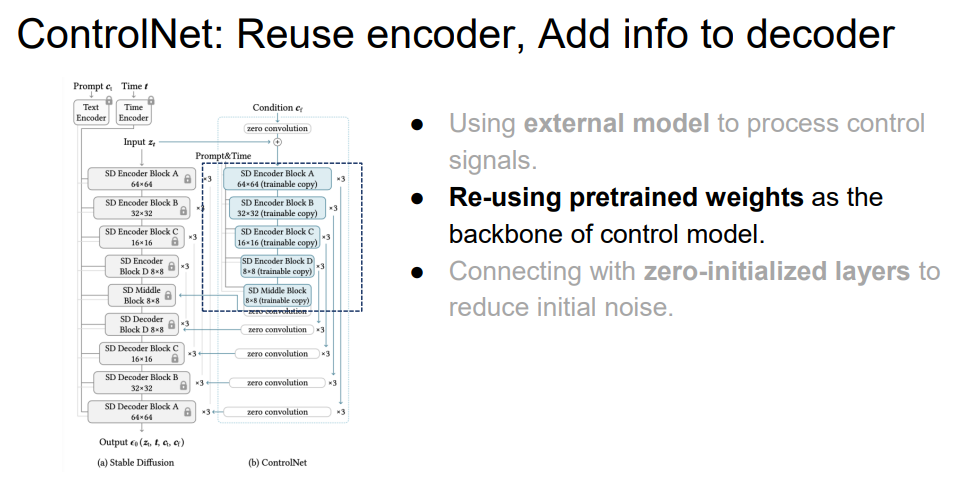 ControlNet: Reuse encoder, Add info to decoder
Prompt cₜ Time t
Text
Encoder
Time
Encoder
Input zₜ
Condition c_f
zero convolution
Prompt&Time
SD Encoder Block A
64×64
×3
SD Encoder Block B
32×32
×3
SD Encoder Block C
16×16
×3
SD Encoder
Block D 8×8
×3
SD Middle
Block 8×8
SD Decoder
Block D 8×8
×3
SD Decoder Block C
16×16
×3
SD Decoder Block B
32×32
×3
SD Decoder Block A
64×64
×3
Output ϵθ(zₜ, t, cₜ, c_f)
(a) Stable Diffusion
SD Encoder Block A
64×64 (trainable copy)
×3
SD Encoder Block B
32×32 (trainable copy)
×3
SD Encoder Block C
16×16 (trainable copy)
×3
SD Encoder Block D
8×8 (trainable copy)
×3
SD Middle Block
8×8 (trainable copy)
zero convolution
zero convolution
×3
zero convolution
×3
zero convolution
×3
zero convolution
×3
(b) ControlNet
● Using external model to process control
signals.
● Re-using pretrained weights as the
backbone of control model.
● Connecting with zero-initialized layers to
reduce initial noise.